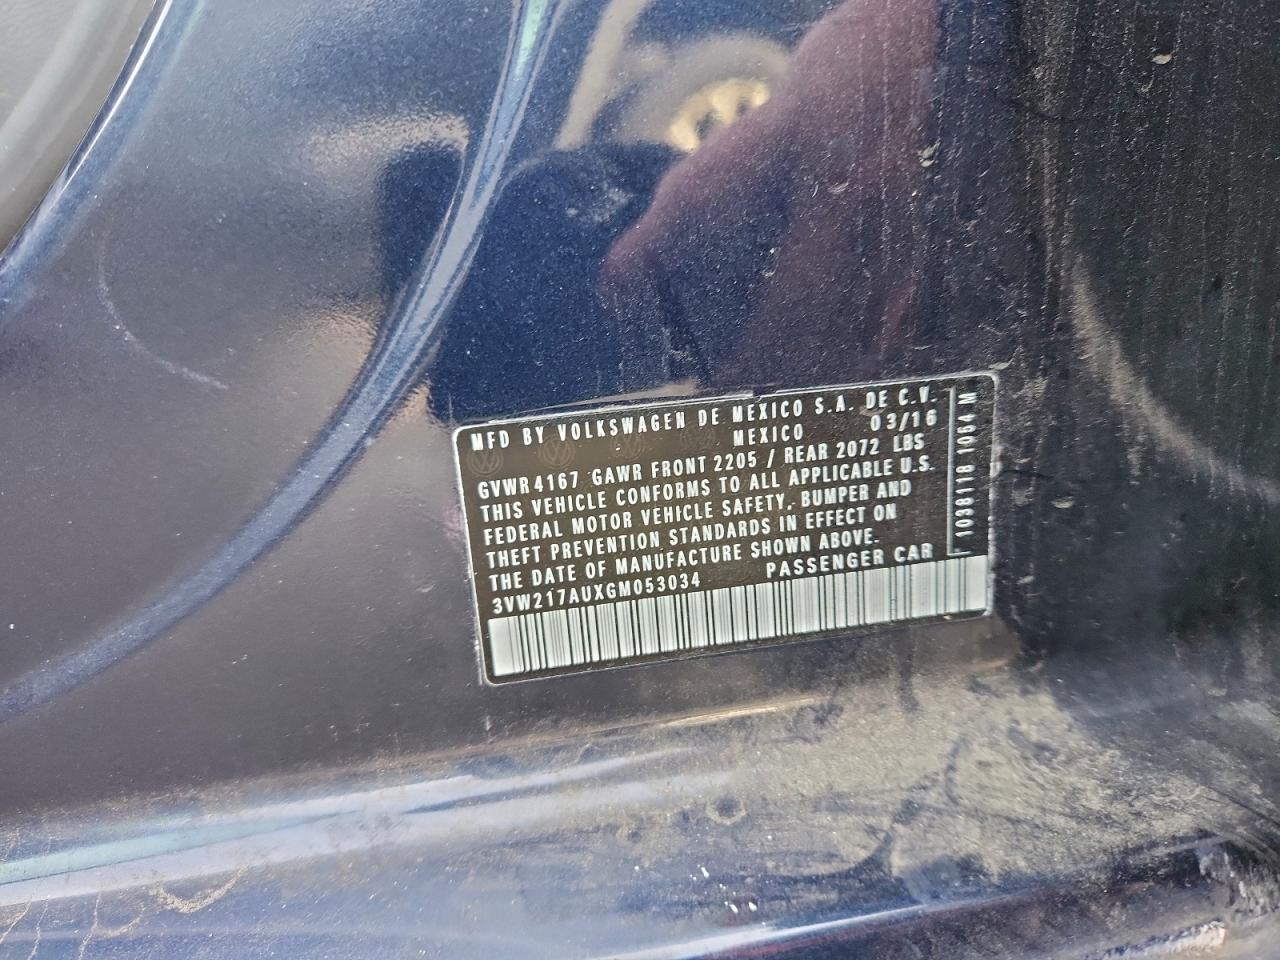 MFD BY VOLKSWAGEN DE MEXICO S.A. DE C.V.
MEXICO 03/16
GVWR 4167 GAWR FRONT 2205 / REAR 2072 LBS
THIS VEHICLE CONFORMS TO ALL APPLICABLE U.S.
FEDERAL MOTOR VEHICLE SAFETY, BUMPER AND
THEFT PREVENTION STANDARDS IN EFFECT ON
THE DATE OF MANUFACTURE SHOWN ABOVE.
3VW217AUXGM053034 PASSENGER CAR
1038118 1064 M